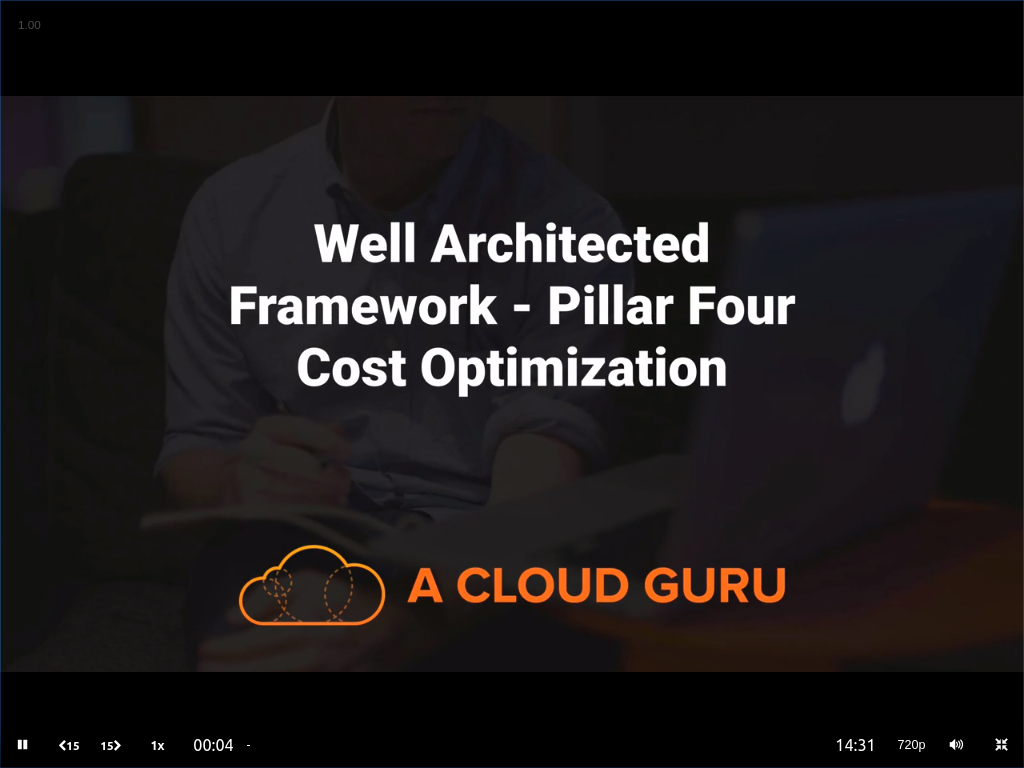 1.00
Well Architected
Framework - Pillar Four
Cost Optimization
A CLOUD GURU
15 15 1x 00:04 - 14:31 720p